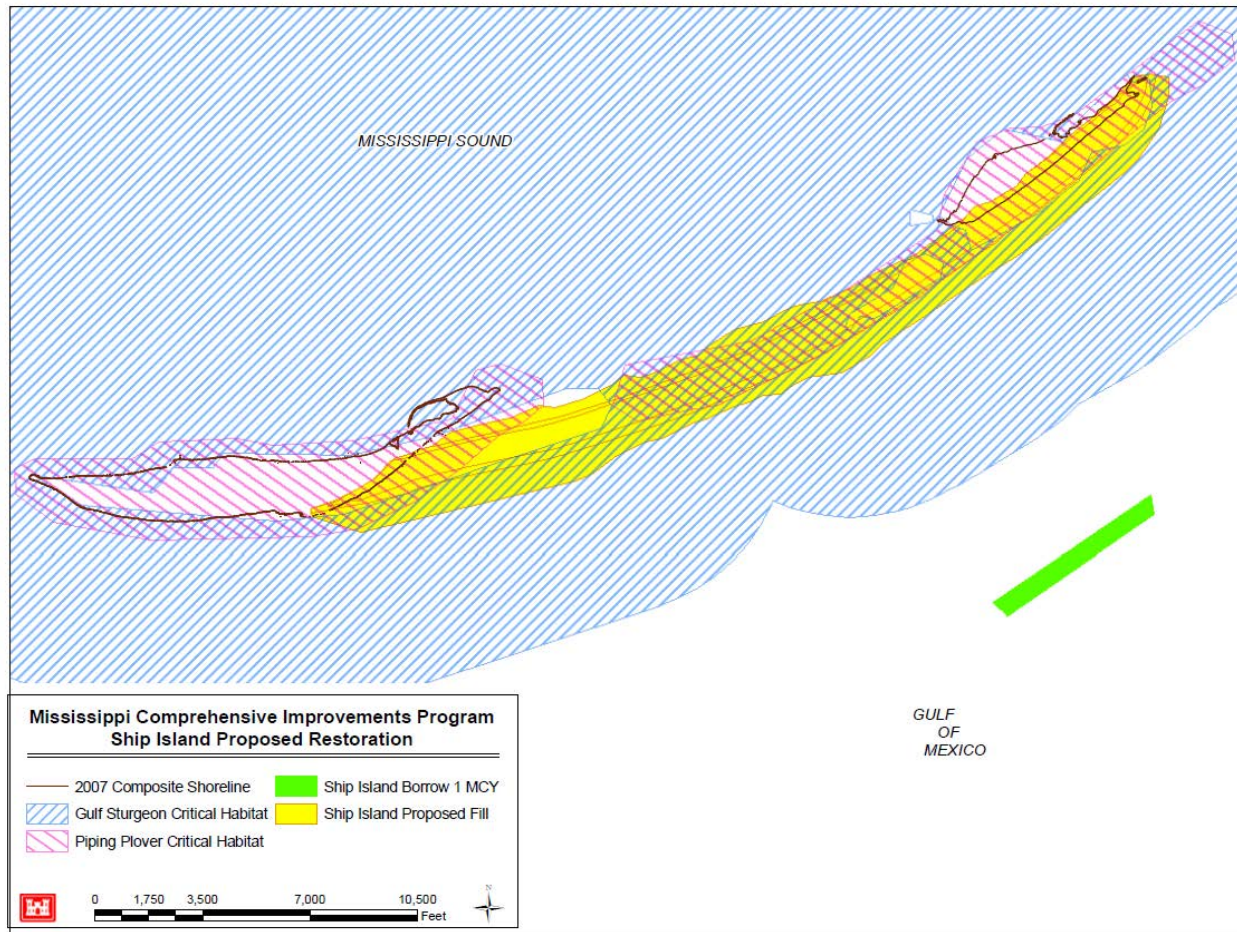 MISSISSIPPI SOUND
GULF
OF
MEXICO
Mississippi Comprehensive Improvements Program
Ship Island Proposed Restoration
2007 Composite Shoreline
Ship Island Borrow 1 MCY
Gulf Sturgeon Critical Habitat
Ship Island Proposed Fill
Piping Plover Critical Habitat
0 1,750 3,500 7,000 10,500
Feet
N